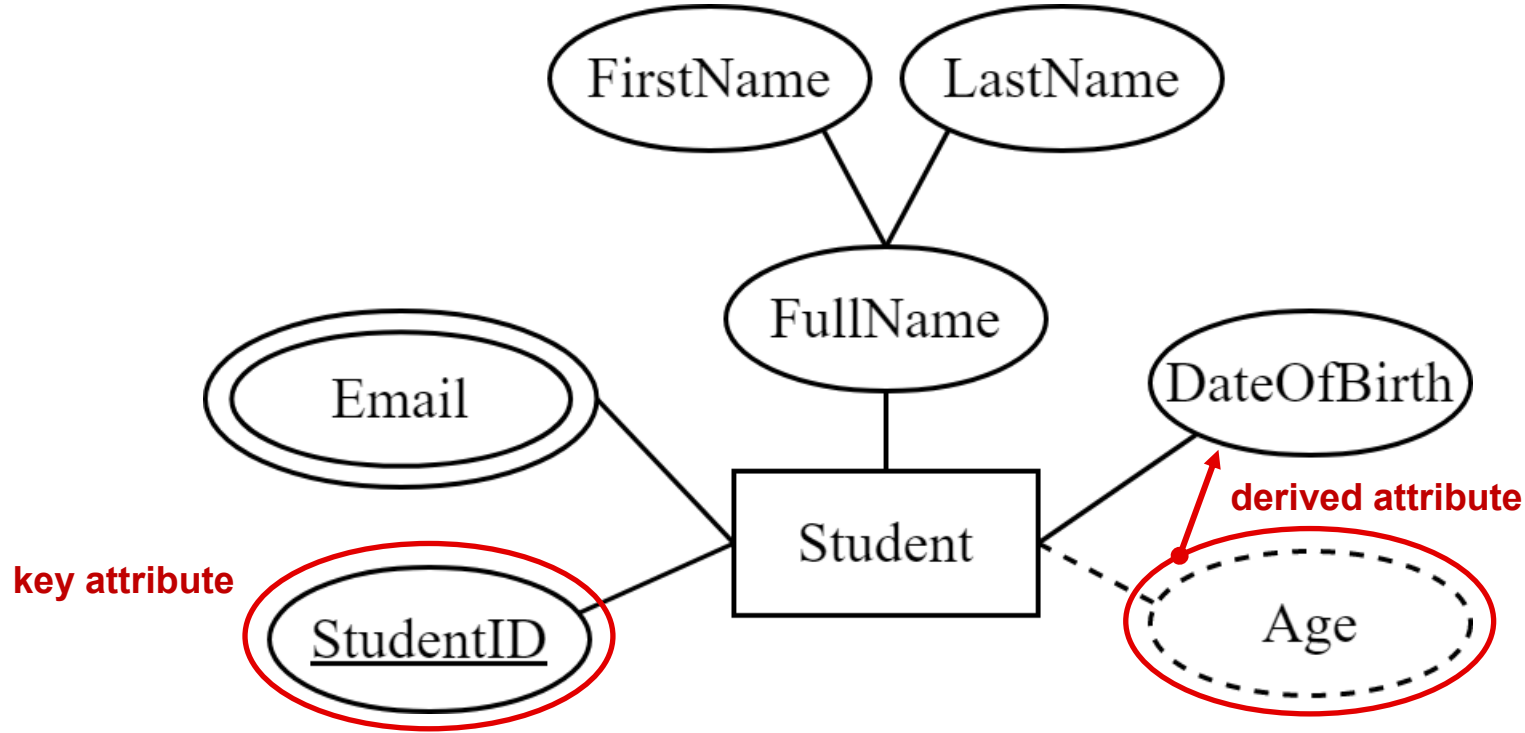 FirstName
LastName
FullName
Email
DateOfBirth
derived attribute
Student
key attribute
StudentID
Age